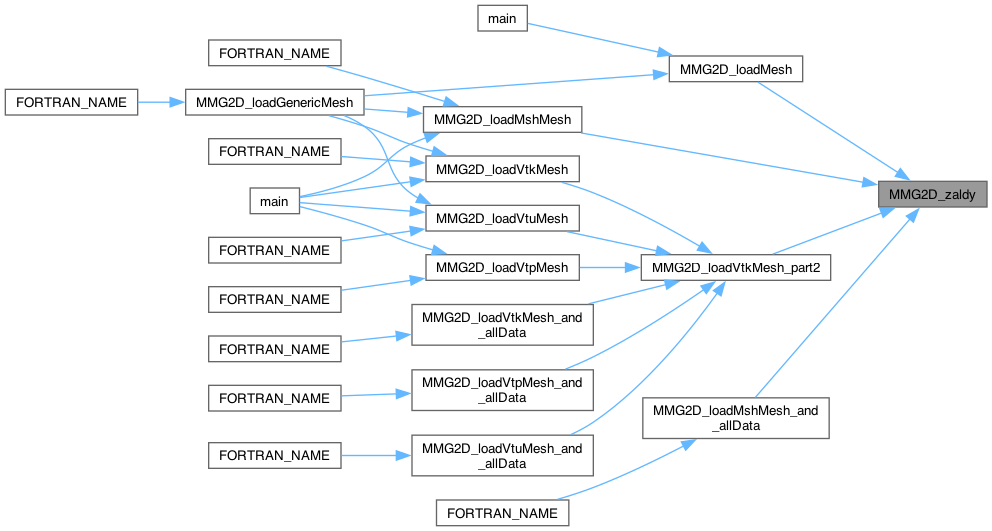 main
FORTRAN_NAME
MMG2D_loadMesh
FORTRAN_NAME
MMG2D_loadGenericMesh
MMG2D_loadMshMesh
FORTRAN_NAME
MMG2D_loadVtkMesh
MMG2D_zaldy
main
MMG2D_loadVtuMesh
FORTRAN_NAME
MMG2D_loadVtpMesh
MMG2D_loadVtkMesh_part2
FORTRAN_NAME
MMG2D_loadVtkMesh_and
_allData
FORTRAN_NAME
MMG2D_loadVtpMesh_and
_allData
FORTRAN_NAME
MMG2D_loadMshMesh_and
_allData
MMG2D_loadVtuMesh_and
_allData
FORTRAN_NAME
FORTRAN_NAME